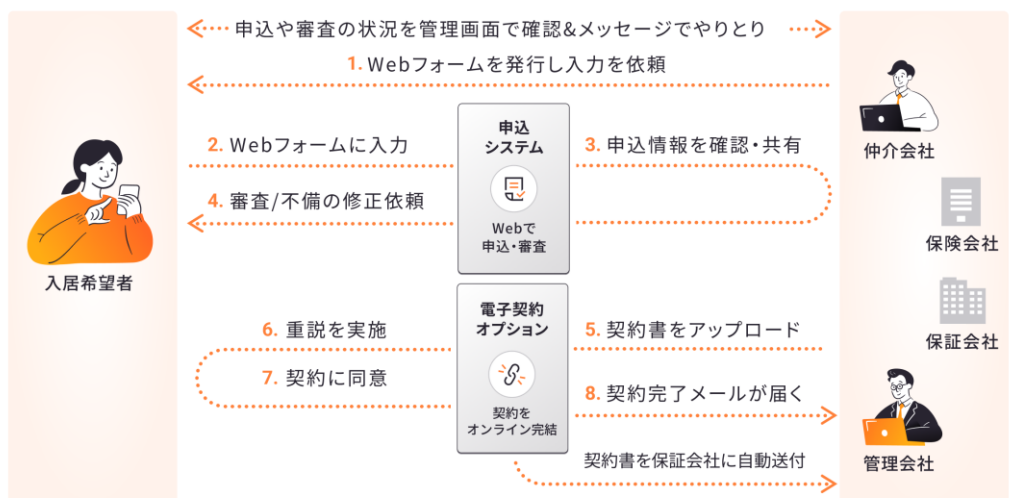 申込や審査の状況を管理画面で確認&メッセージでやりとり
1. Webフォームを発行し入力を依頼
仲介会社
申込
システム
Webで
申込・審査
2. Webフォームに入力
3. 申込情報を確認・共有
4. 審査/不備の修正依頼
入居希望者
保険会社
保証会社
電子契約
オプション
契約を
オンライン完結
5. 契約書をアップロード
6. 重説を実施
7. 契約に同意
8. 契約完了メールが届く
契約書を保証会社に自動送付
管理会社